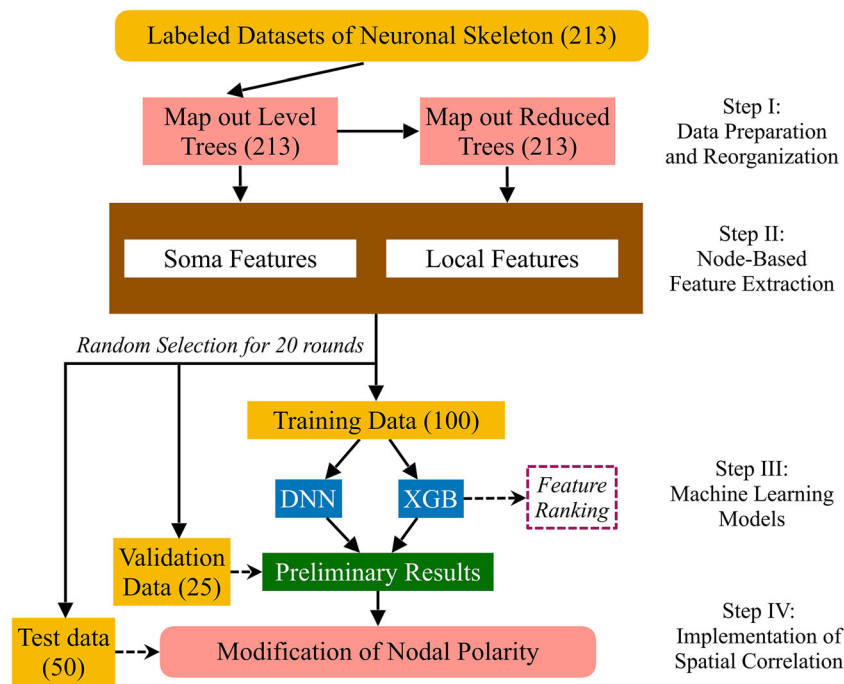 Labeled Datasets of Neuronal Skeleton (213)
Map out Level
Trees (213)
Map out Reduced
Trees (213)
Step I:
Data Preparation
and Reorganization
Soma Features
Local Features
Step II:
Node-Based
Feature Extraction
Random Selection for 20 rounds
Training Data (100)
DNN
XGB
Feature
Ranking
Step III:
Machine Learning
Models
Validation
Data (25)
Preliminary Results
Test data
(50)
Modification of Nodal Polarity
Step IV:
Implementation of
Spatial Correlation